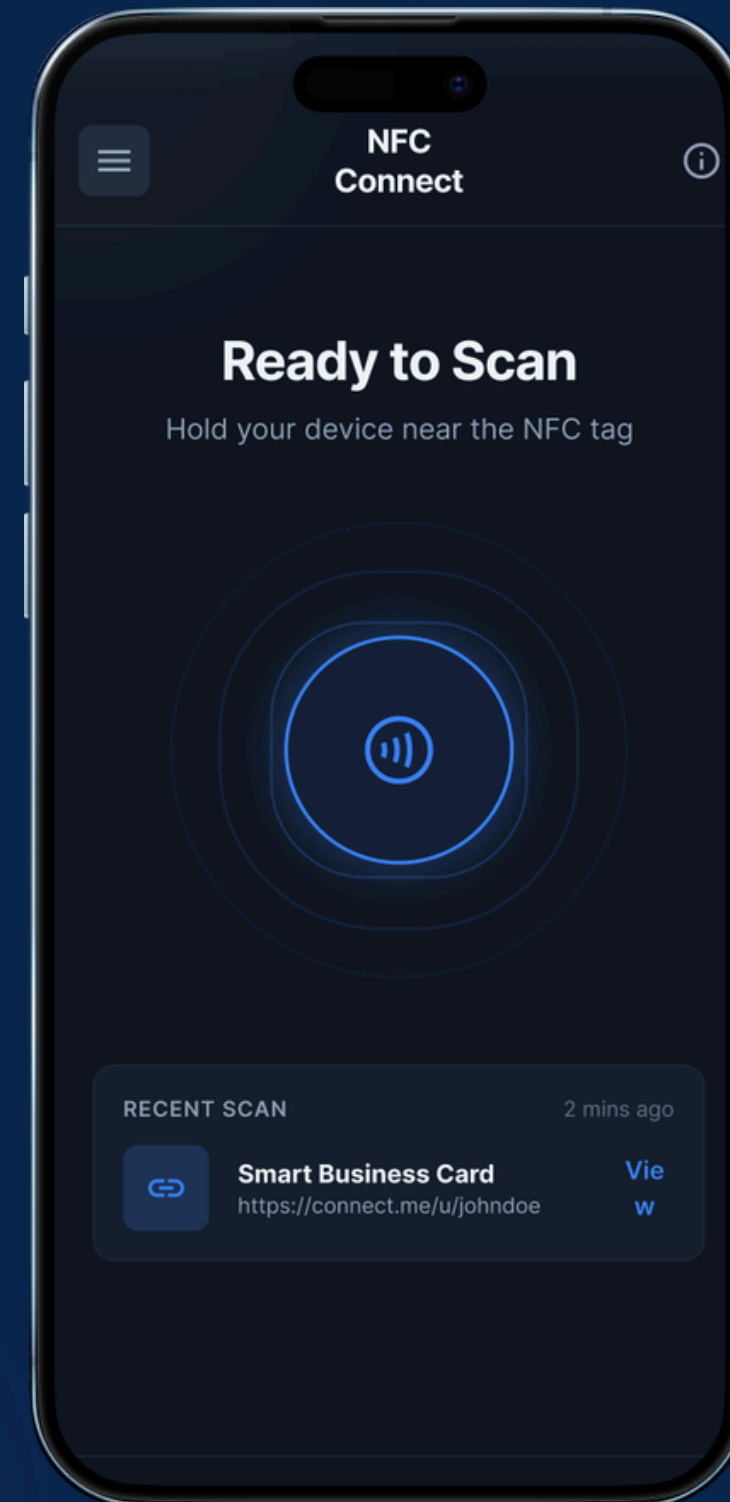 NFC
Connect
Ready to Scan
Hold your device near the NFC tag
RECENT SCAN
2 mins ago
Smart Business Card
https://connect.me/u/johndoe
Vie
w